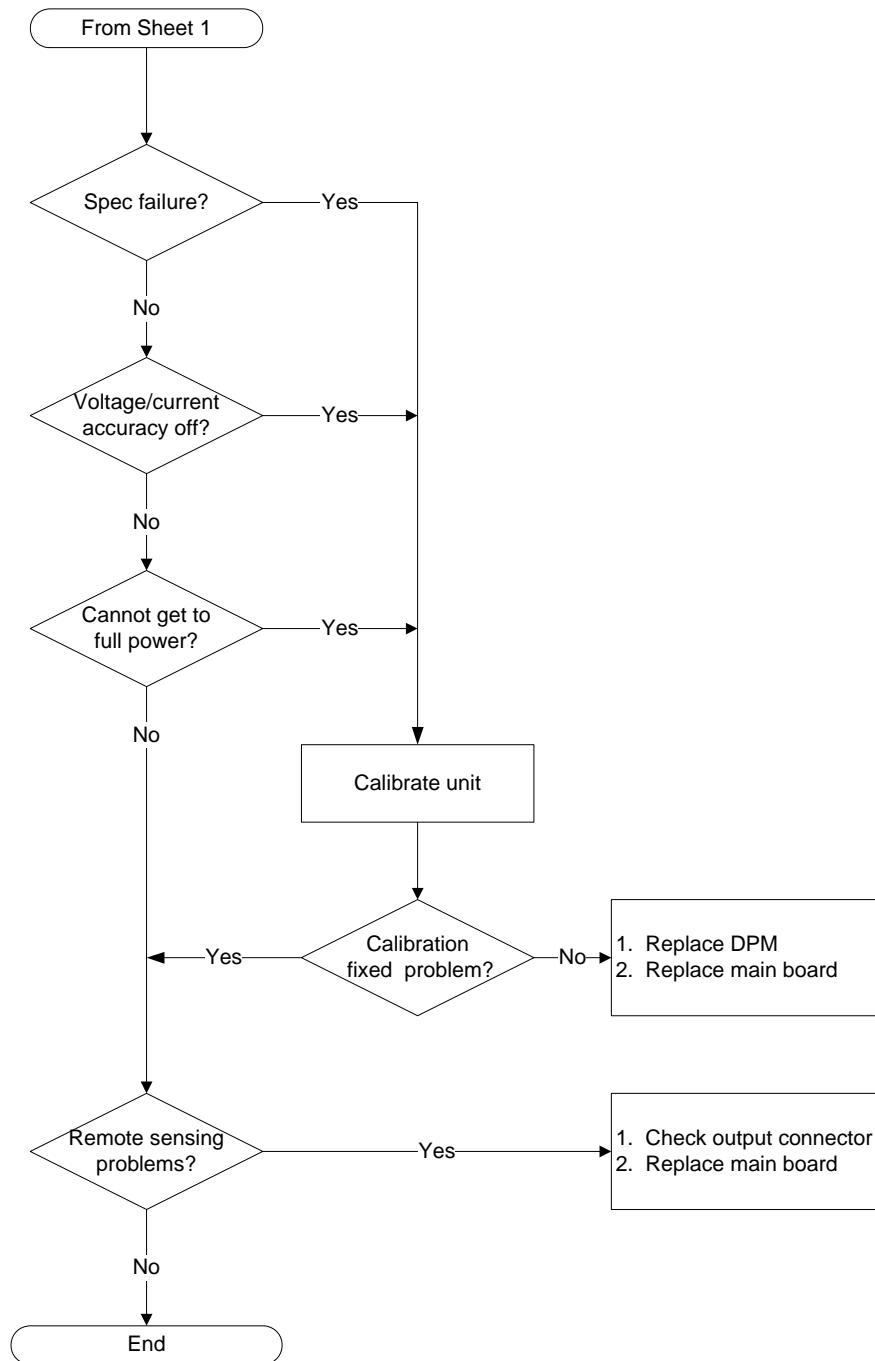 From Sheet 1
Spec failure?
Yes
No
Voltage/current
accuracy off?
Yes
No
Cannot get to
full power?
Yes
No
Calibrate unit
Calibration
fixed problem?
Yes
No
1. Replace DPM
2. Replace main board
Remote sensing
problems?
Yes
1. Check output connector
2. Replace main board
No
End